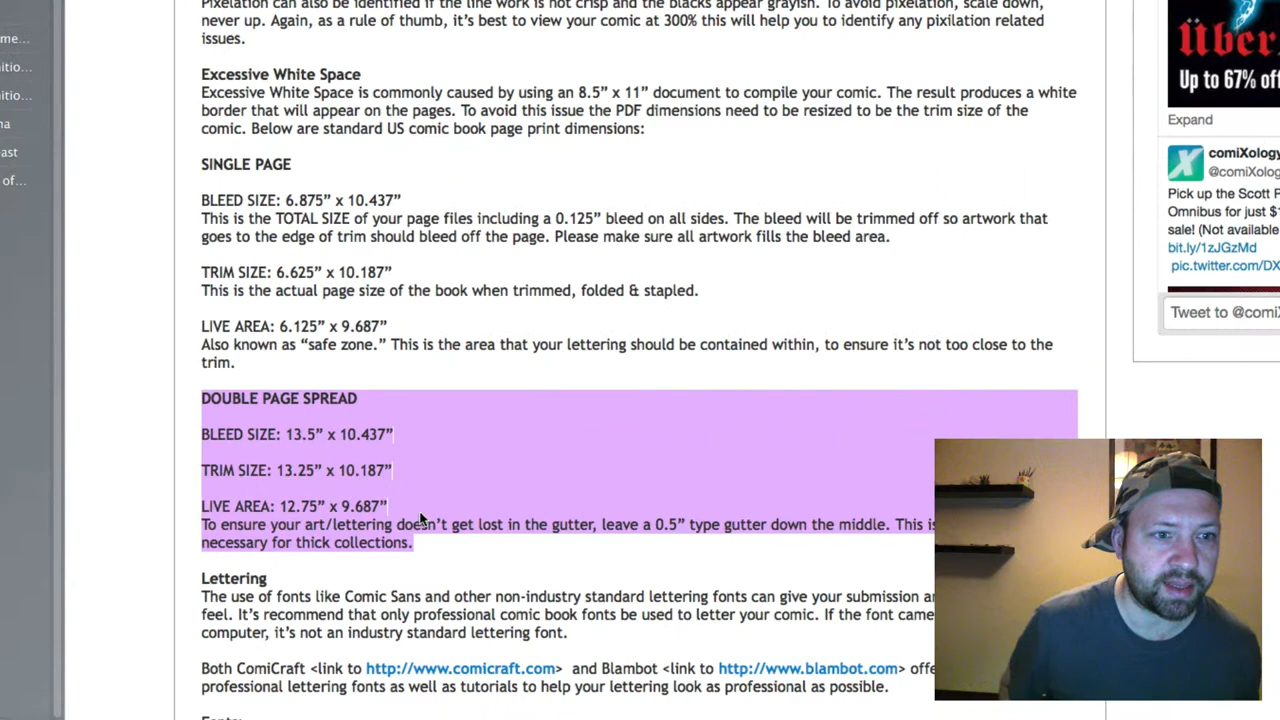 me...
itio...
itio...
na
ast
of...
Pixelation can also be identified if the line work is not crisp and the blacks appear grayish. To avoid pixelation, scale down,
never up. Again, as a rule of thumb, it’s best to view your comic at 300% this will help you to identify any pixilation related
issues.
Excessive White Space
Excessive White Space is commonly caused by using an 8.5” x 11” document to compile your comic. The result produces a white
border that will appear on the pages. To avoid this issue the PDF dimensions need to be resized to be the trim size of the
comic. Below are standard US comic book page print dimensions:
SINGLE PAGE
BLEED SIZE: 6.875” x 10.437”
This is the TOTAL SIZE of your page files including a 0.125” bleed on all sides. The bleed will be trimmed off so artwork that
goes to the edge of trim should bleed off the page. Please make sure all artwork fills the bleed area.
TRIM SIZE: 6.625” x 10.187”
This is the actual page size of the book when trimmed, folded & stapled.
LIVE AREA: 6.125” x 9.687”
Also known as “safe zone.” This is the area that your lettering should be contained within, to ensure it’s not too close to the
trim.
DOUBLE PAGE SPREAD
BLEED SIZE: 13.5” x 10.437”
TRIM SIZE: 13.25” x 10.187”
LIVE AREA: 12.75” x 9.687”
To ensure your art/lettering doesn’t get lost in the gutter, leave a 0.5” type gutter down the middle. This is
necessary for thick collections.
Lettering
The use of fonts like Comic Sans and other non-industry standard lettering fonts can give your submission
feel. It’s recommend that only professional comic book fonts be used to letter your comic. If the font came
computer, it’s not an industry standard lettering font.
Both ComiCraft <link to http://www.comicraft.com> and Blambot <link to http://www.blambot.com> offe
professional lettering fonts as well as tutorials to help your lettering look as professional as possible.
Über
Up to 67% off
Expand
comiXology
@comiXolog
Pick up the Scott P
Omnibus for just $
sale! (Not available
bit.ly/1zJGzMd
pic.twitter.com/DX
Tweet to @comiX